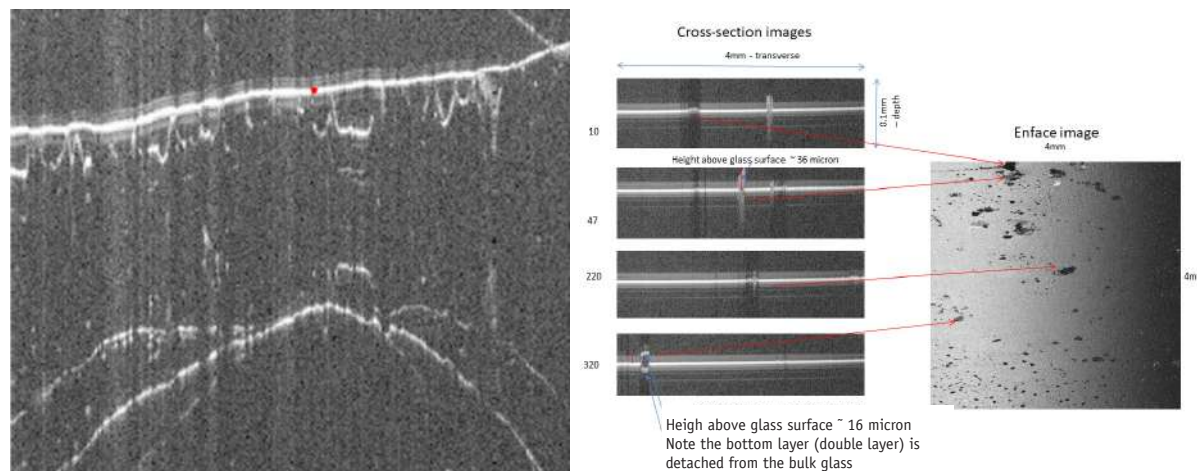 Cross-section images
4mm - transverse
0.1mm
– depth
10
Height above glass surface ~ 36 micron
47
220
320
Enface image
4mm
4m
Heigh above glass surface ~ 16 micron
Note the bottom layer (double layer) is
detached from the bulk glass